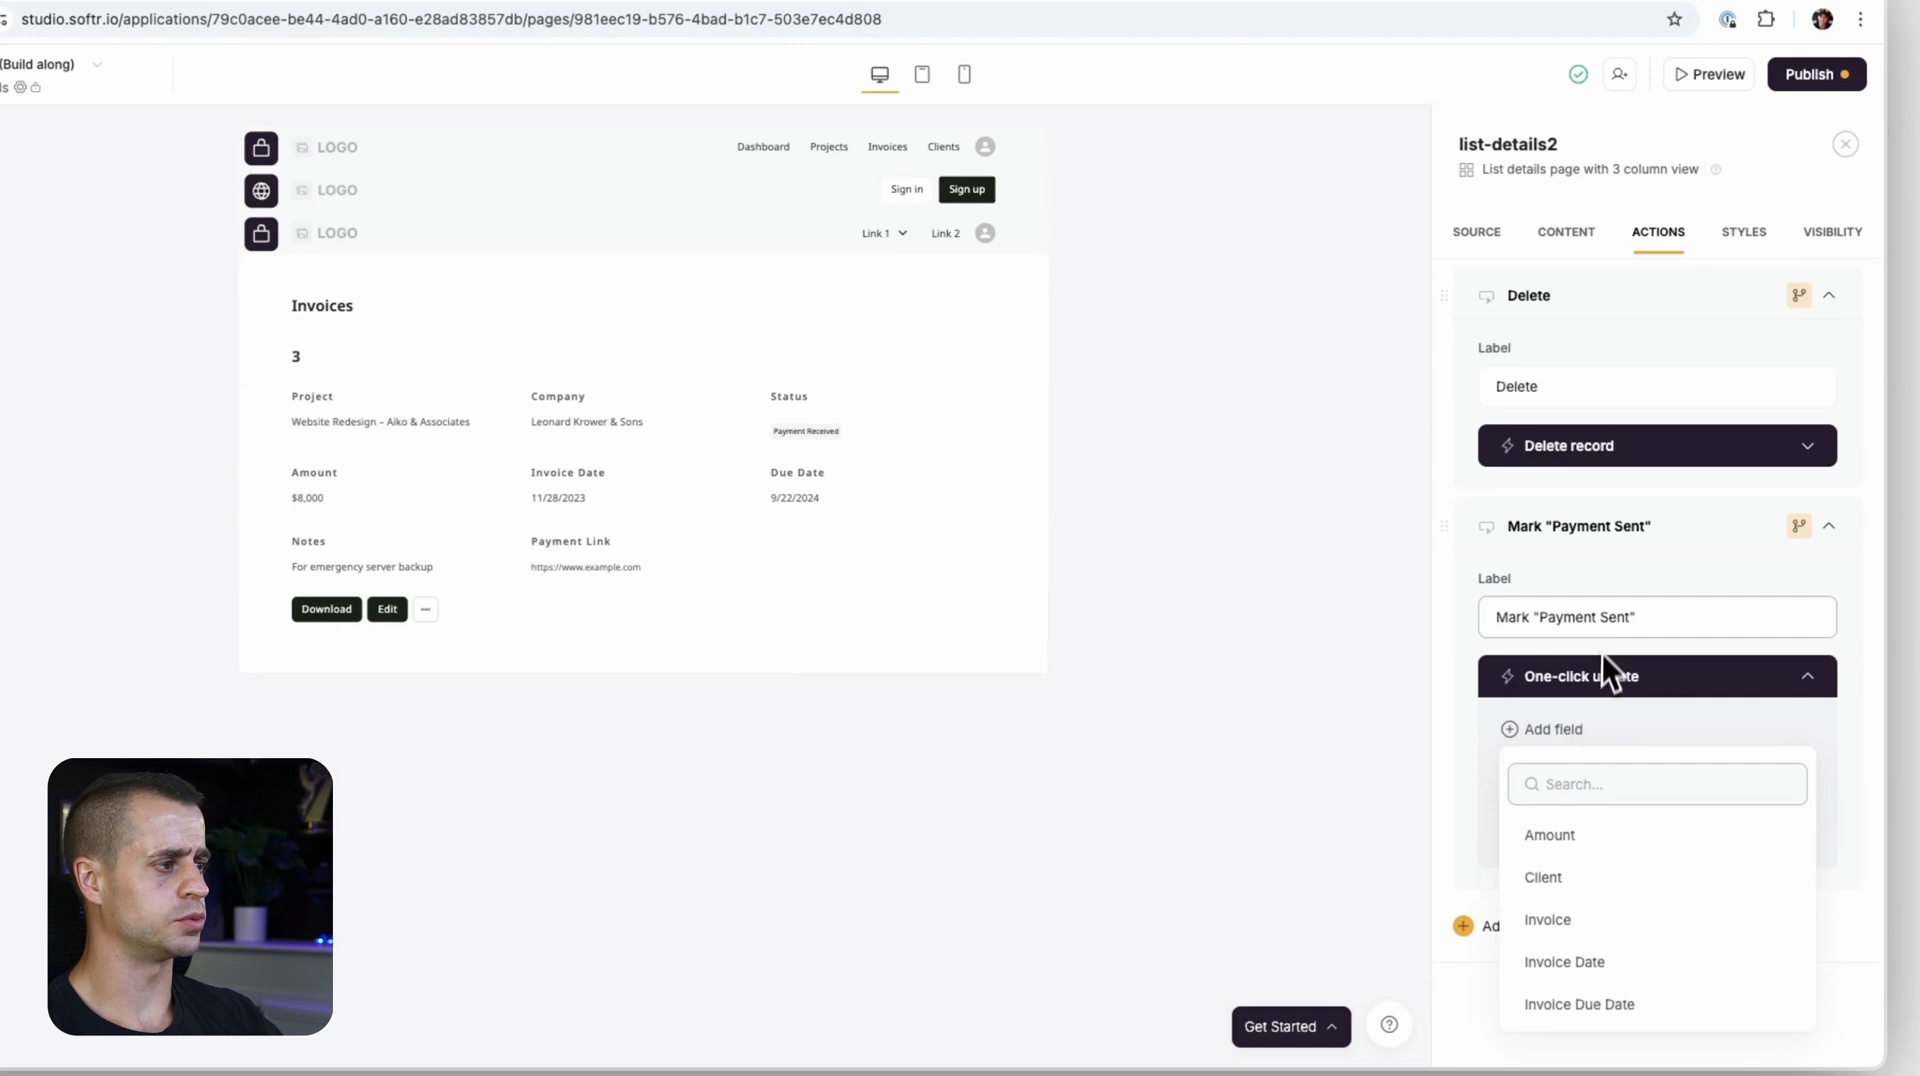 studio.softr.io/applications/79c0acee-be44-4ad0-a160-e28ad83857db/pages/981eec19-b576-4bad-b1c7-503e7ec4d808
(Build along)
ls
Preview
Publish
LOGO
Dashboard Projects Invoices Clients
LOGO
Sign in Sign up
LOGO
Link 1 Link 2
Invoices
3
Project Company Status
Website Redesign – Aiko & Associates Leonard Krower & Sons Payment Received
Amount Invoice Date Due Date
$8,000 11/28/2023 9/22/2024
Notes Payment Link
For emergency server backup https://www.example.com
Download Edit
list-details2
List details page with 3 column view
SOURCE CONTENT ACTIONS STYLES VISIBILITY
Delete
Label
Delete
Delete record
Mark "Payment Sent"
Label
Mark "Payment Sent"
One-click
Add field
Search...
Amount
Client
Invoice
Invoice Date
Invoice Due Date
Ad
Get Started